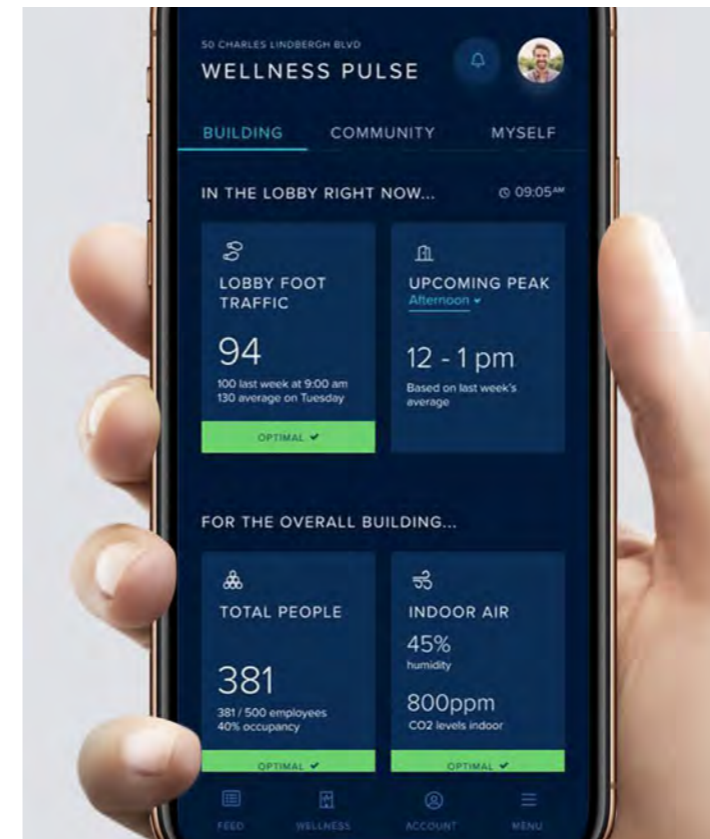 50 CHARLES LINDBERGH BLVD
WELLNESS PULSE
BUILDING COMMUNITY MYSELF
IN THE LOBBY RIGHT NOW... 09:05AM
LOBBY FOOT
TRAFFIC
94
100 last week at 9:00 am
130 average on Tuesday
OPTIMAL ✔
UPCOMING PEAK
Afternoon
12 - 1 pm
Based on last week's
average
FOR THE OVERALL BUILDING...
TOTAL PEOPLE
381
381 / 500 employees
40% occupancy
OPTIMAL ✔
INDOOR AIR
45%
humidity
800ppm
CO2 levels indoor
OPTIMAL ✔
FEED WELLNESS ACCOUNT MENU